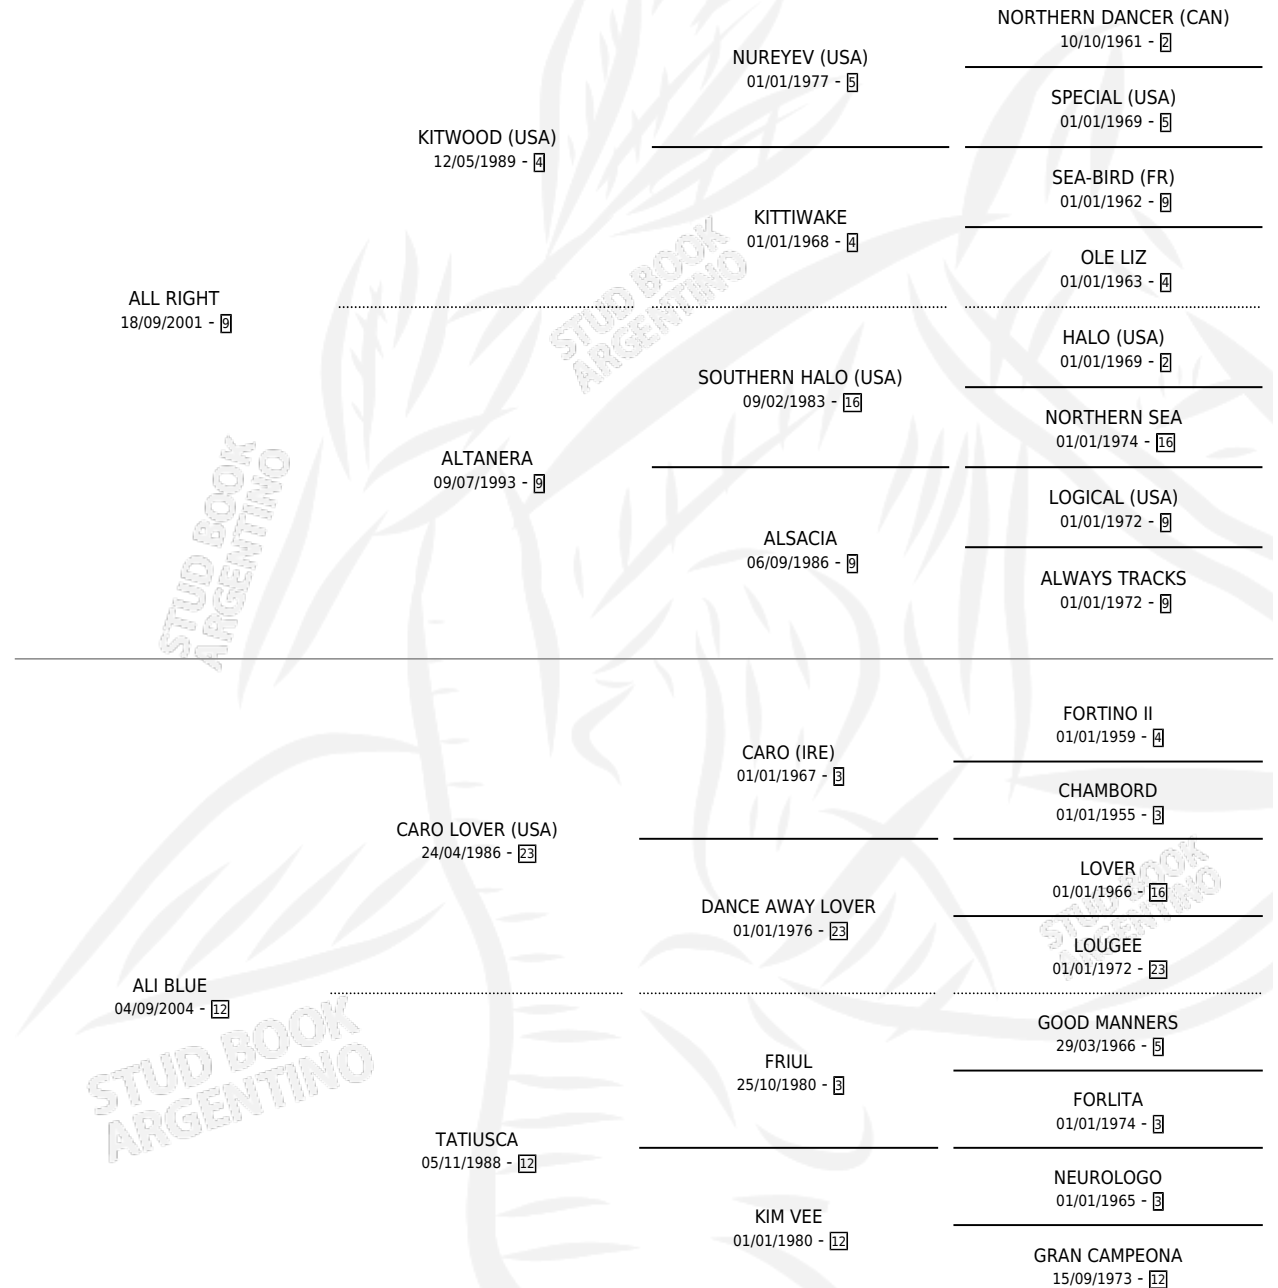 ALL RIGHT
18/09/2001 - 9
KITWOOD (USA)
12/05/1989 - 4
NUREYEV (USA)
01/01/1977 - 5
NORTHERN DANCER (CAN)
10/10/1961 - 2
SPECIAL (USA)
01/01/1969 - 5
KITTIWAKE
01/01/1968 - 4
SEA-BIRD (FR)
01/01/1962 - 9
OLE LIZ
01/01/1963 - 4
ALTANERA
09/07/1993 - 9
SOUTHERN HALO (USA)
09/02/1983 - 16
HALO (USA)
01/01/1969 - 2
NORTHERN SEA
01/01/1974 - 16
ALSACIA
06/09/1986 - 9
LOGICAL (USA)
01/01/1972 - 9
ALWAYS TRACKS
01/01/1972 - 9
ALI BLUE
04/09/2004 - 12
CARO LOVER (USA)
24/04/1986 - 23
CARO (IRE)
01/01/1967 - 3
FORTINO II
01/01/1959 - 4
CHAMBORD
01/01/1955 - 3
DANCE AWAY LOVER
01/01/1976 - 23
LOVER
01/01/1966 - 16
LOUGEE
01/01/1972 - 23
TATIUSCA
05/11/1988 - 12
FRIUL
25/10/1980 - 3
GOOD MANNERS
29/03/1966 - 5
FORLITA
01/01/1974 - 3
KIM VEE
01/01/1980 - 12
NEUROLOGO
01/01/1965 - 3
GRAN CAMPEONA
15/09/1973 - 12
STUD BOOK
ARGENTINO
STUD BOOK
ARGENTINO
STUD BOOK
ARGENTINO
STUD BOOK
ARGENTINO